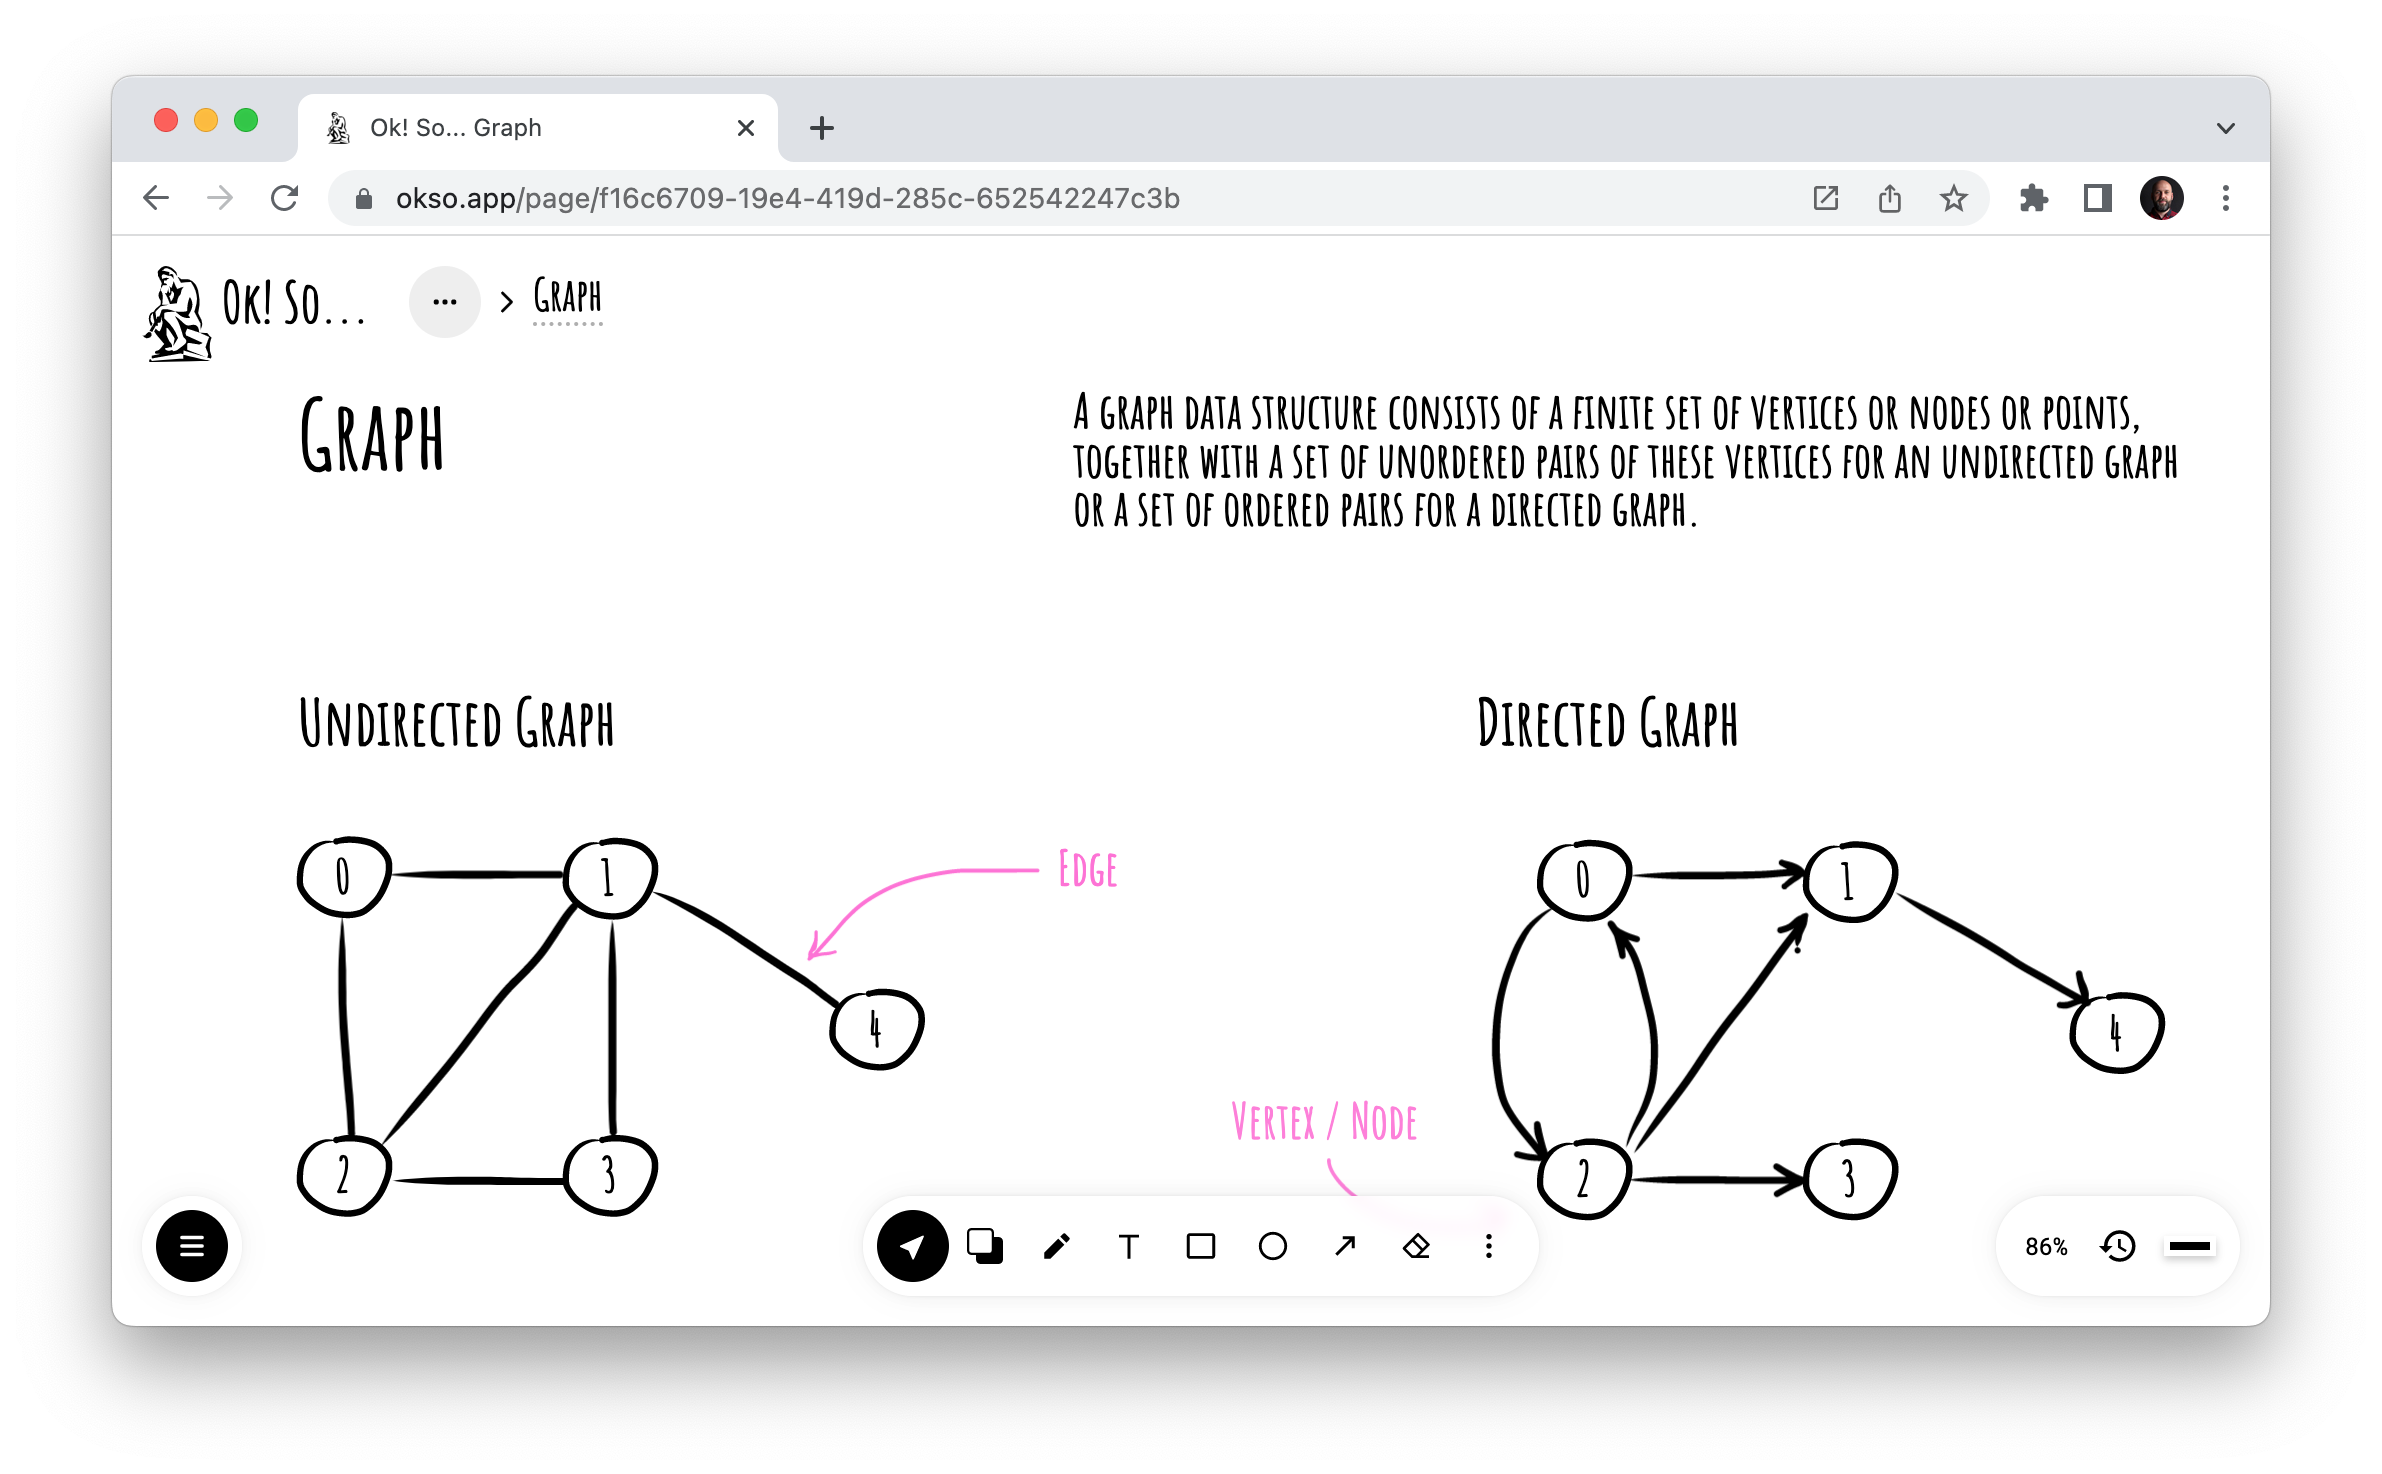 Ok! So... Graph
okso.app/page/f16c6709-19e4-419d-285c-652542247c3b
Ok! So...
Graph
Graph
A graph data structure consists of a finite set of vertices or nodes or points,
together with a set of unordered pairs of these vertices for an undirected graph
or a set of ordered pairs for a directed graph.
Undirected Graph
Directed Graph
0
1
Edge
4
2
3
Vertex / Node
0
1
4
2
3
T
86%